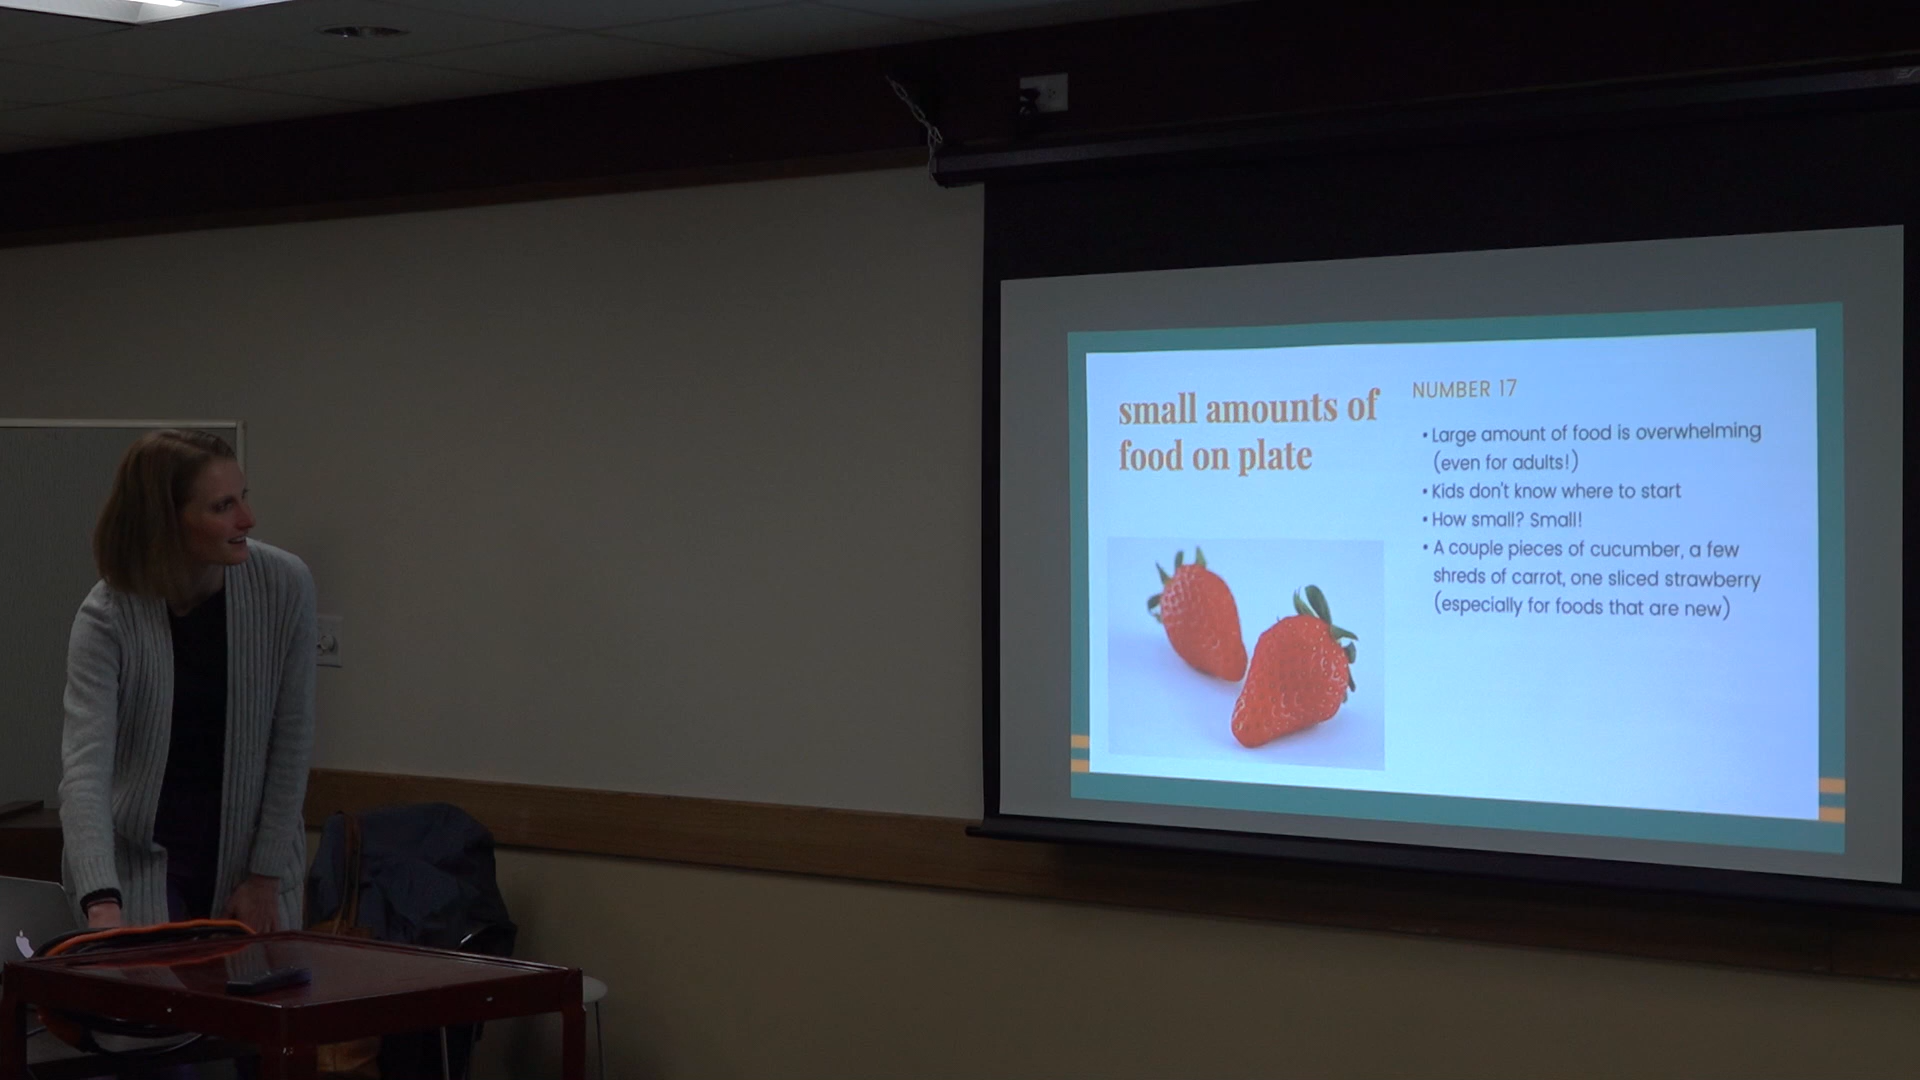 small amounts of
food on plate
NUMBER 17
• Large amount of food is overwhelming
(even for adults!)
• Kids don't know where to start
• How small? Small!
• A couple pieces of cucumber, a few
shreds of carrot, one sliced strawberry
(especially for foods that are new)